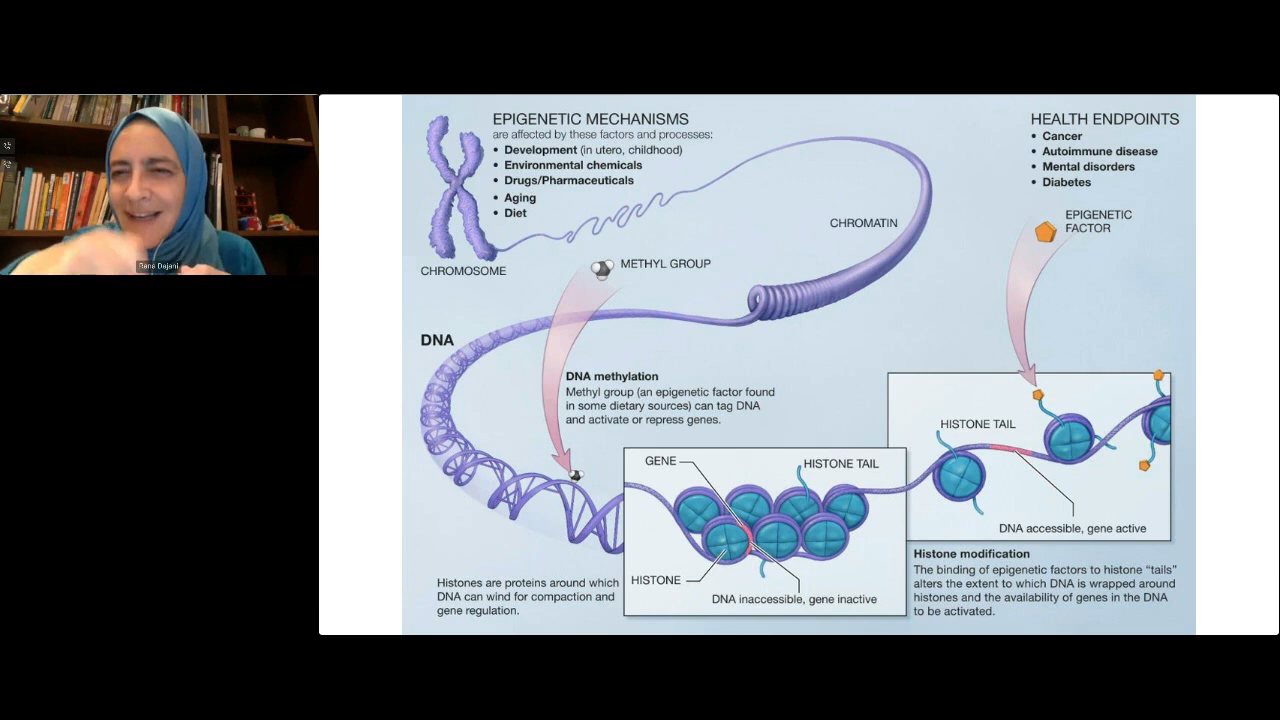 Rana Dajani
EPIGENETIC MECHANISMS
are affected by these factors and processes:
• Development (in utero, childhood)
• Environmental chemicals
• Drugs/Pharmaceuticals
• Aging
• Diet
HEALTH ENDPOINTS
• Cancer
• Autoimmune disease
• Mental disorders
• Diabetes
EPIGENETIC
FACTOR
CHROMATIN
CHROMOSOME
METHYL GROUP
DNA
DNA methylation
Methyl group (an epigenetic factor found
in some dietary sources) can tag DNA
and activate or repress genes.
HISTONE TAIL
DNA accessible, gene active
GENE
HISTONE TAIL
HISTONE
DNA inaccessible, gene inactive
Histones are proteins around which
DNA can wind for compaction and
gene regulation.
Histone modification
The binding of epigenetic factors to histone “tails”
alters the extent to which DNA is wrapped around
histones and the availability of genes in the DNA
to be activated.